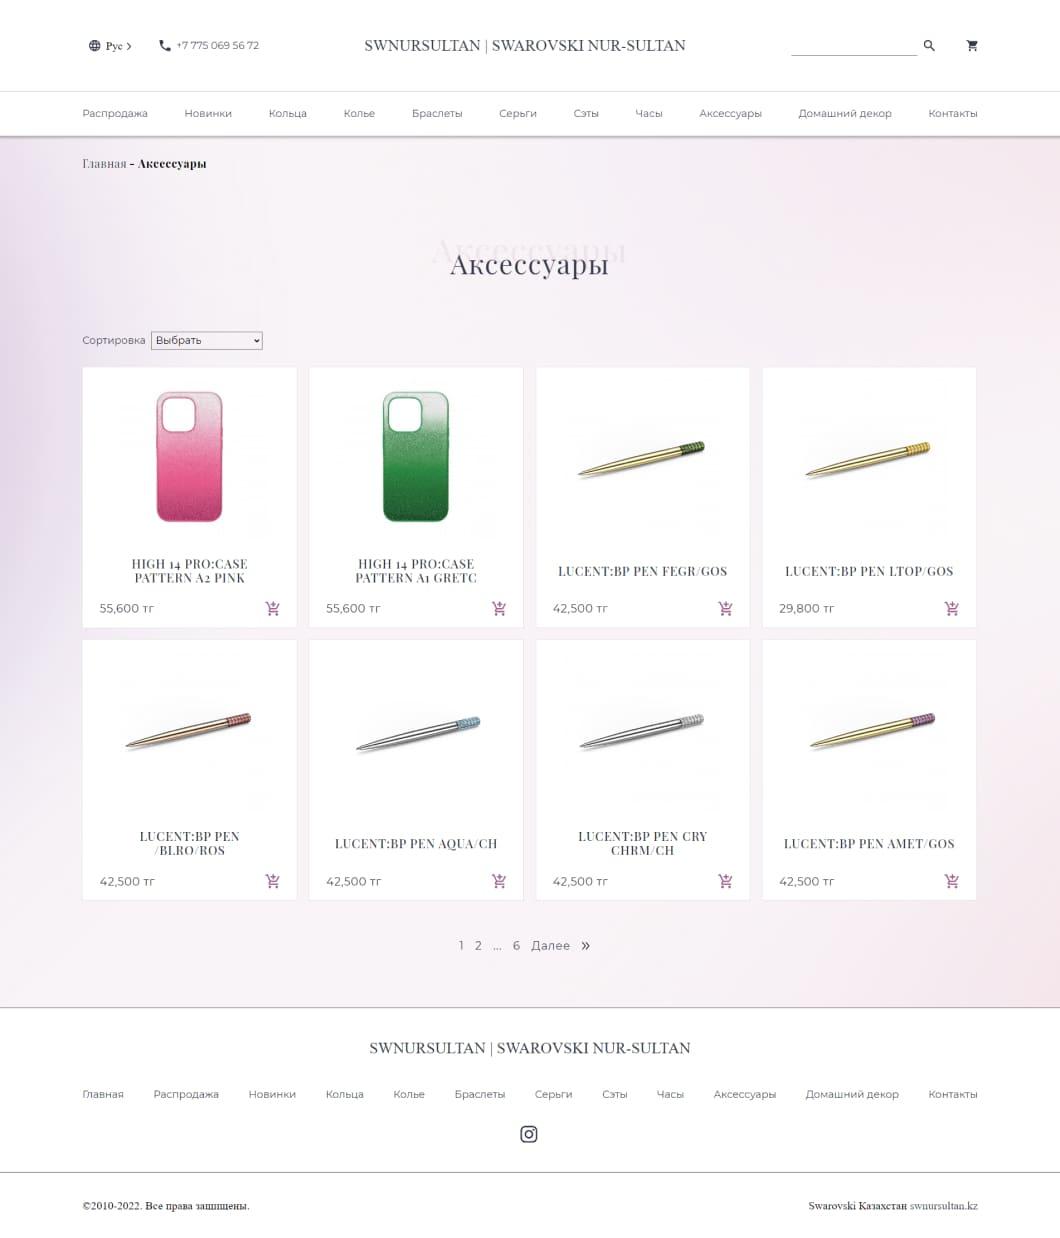 Рус
+7 775 069 56 72
SWNURSULTAN | SWAROVSKI NUR-SULTAN
Распродажа Новинки Кольца Колье Браслеты Серьги Сэты Часы Аксессуары Домашний декор Контакты
Главная - Аксессуары
Аксессуары
Аксессуары
Сортировка Выбрать
HIGH 14 PRO:CASE
PATTERN A2 PINK
55,600 тг
HIGH 14 PRO:CASE
PATTERN A1 GRETC
55,600 тг
LUCENT:BP PEN FEGR/GOS
42,500 тг
LUCENT:BP PEN LTOP/GOS
29,800 тг
LUCENT:BP PEN
/BLRO/ROS
42,500 тг
LUCENT:BP PEN AQUA/CH
42,500 тг
LUCENT:BP PEN CRY
CHRM/CH
42,500 тг
LUCENT:BP PEN AMET/GOS
42,500 тг
1 2 ... 6 Далее »
SWNURSULTAN | SWAROVSKI NUR-SULTAN
Главная Распродажа Новинки Кольца Колье Браслеты Серьги Сэты Часы Аксессуары Домашний декор Контакты
©2010-2022. Все права защищены.
Swarovski Казахстан swnursultan.kz